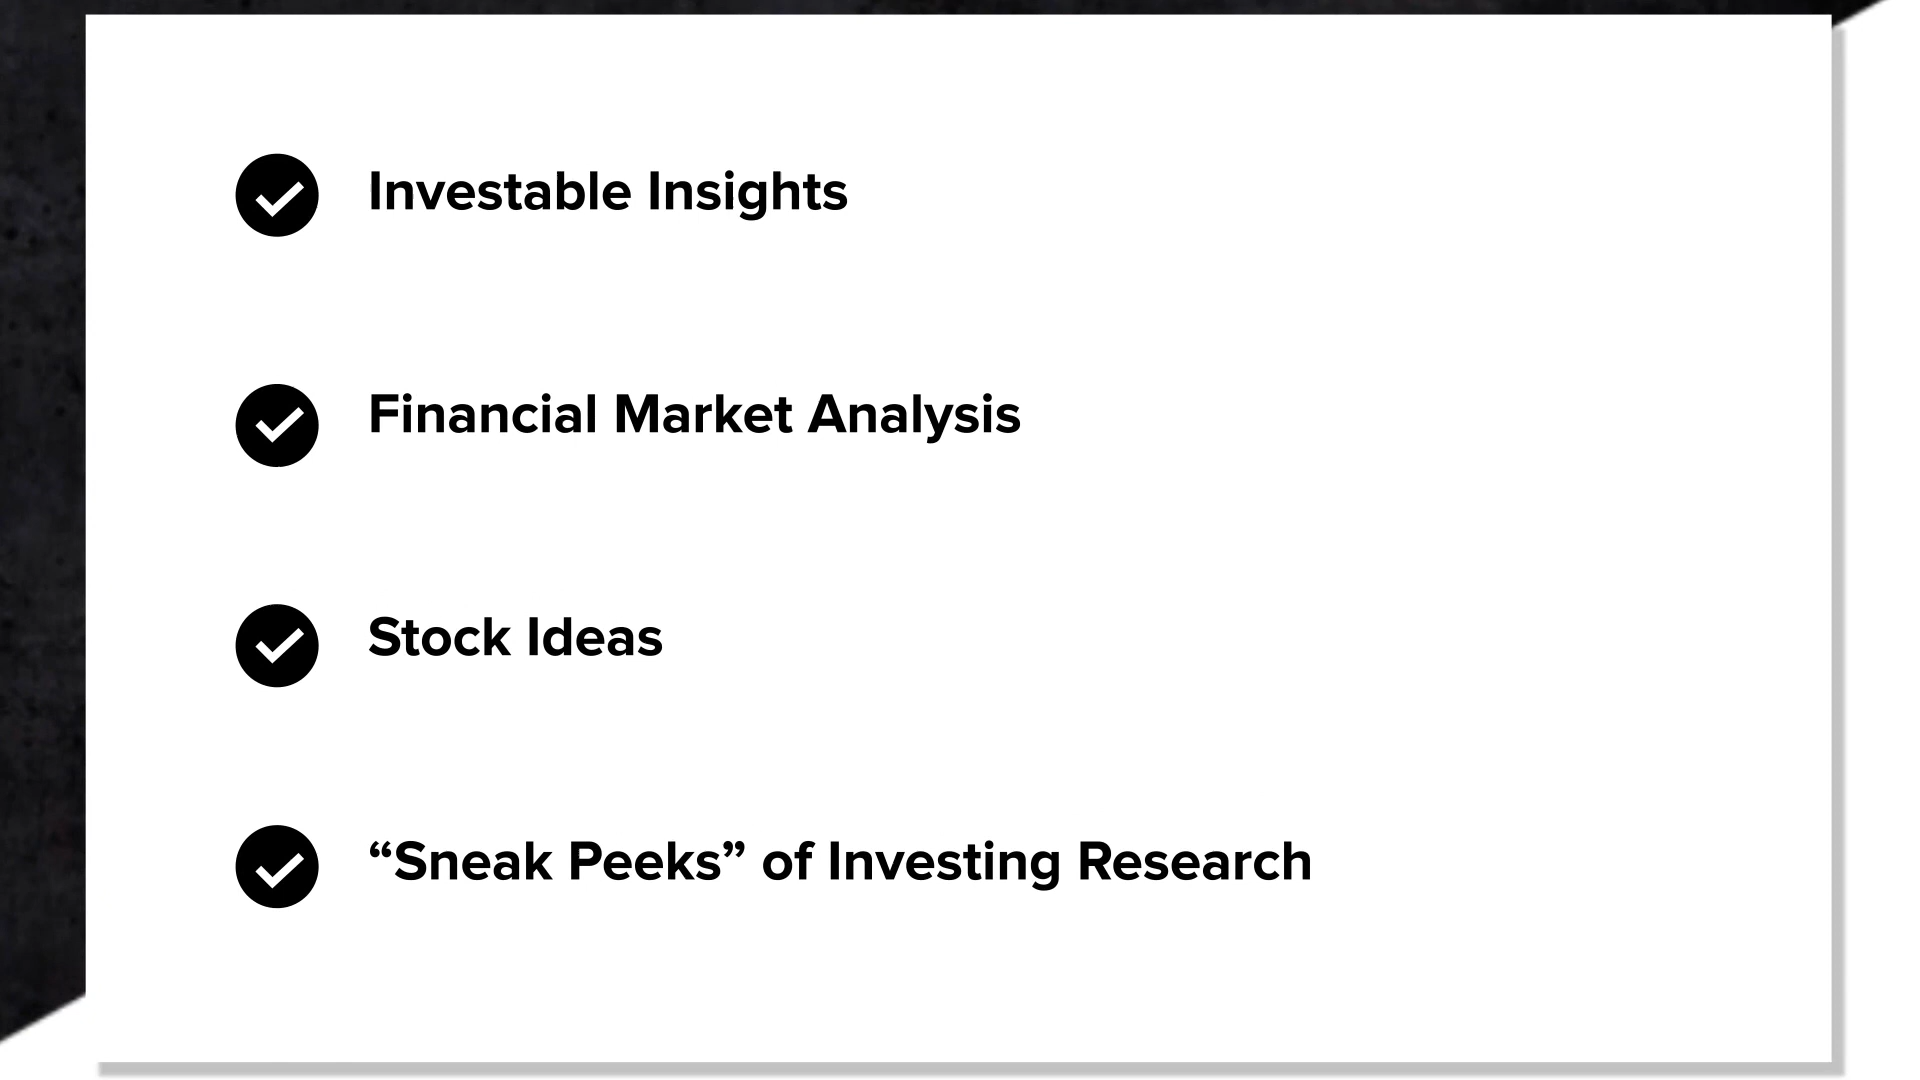 Investable Insights
Financial Market Analysis
Stock Ideas
“Sneak Peeks” of Investing Research